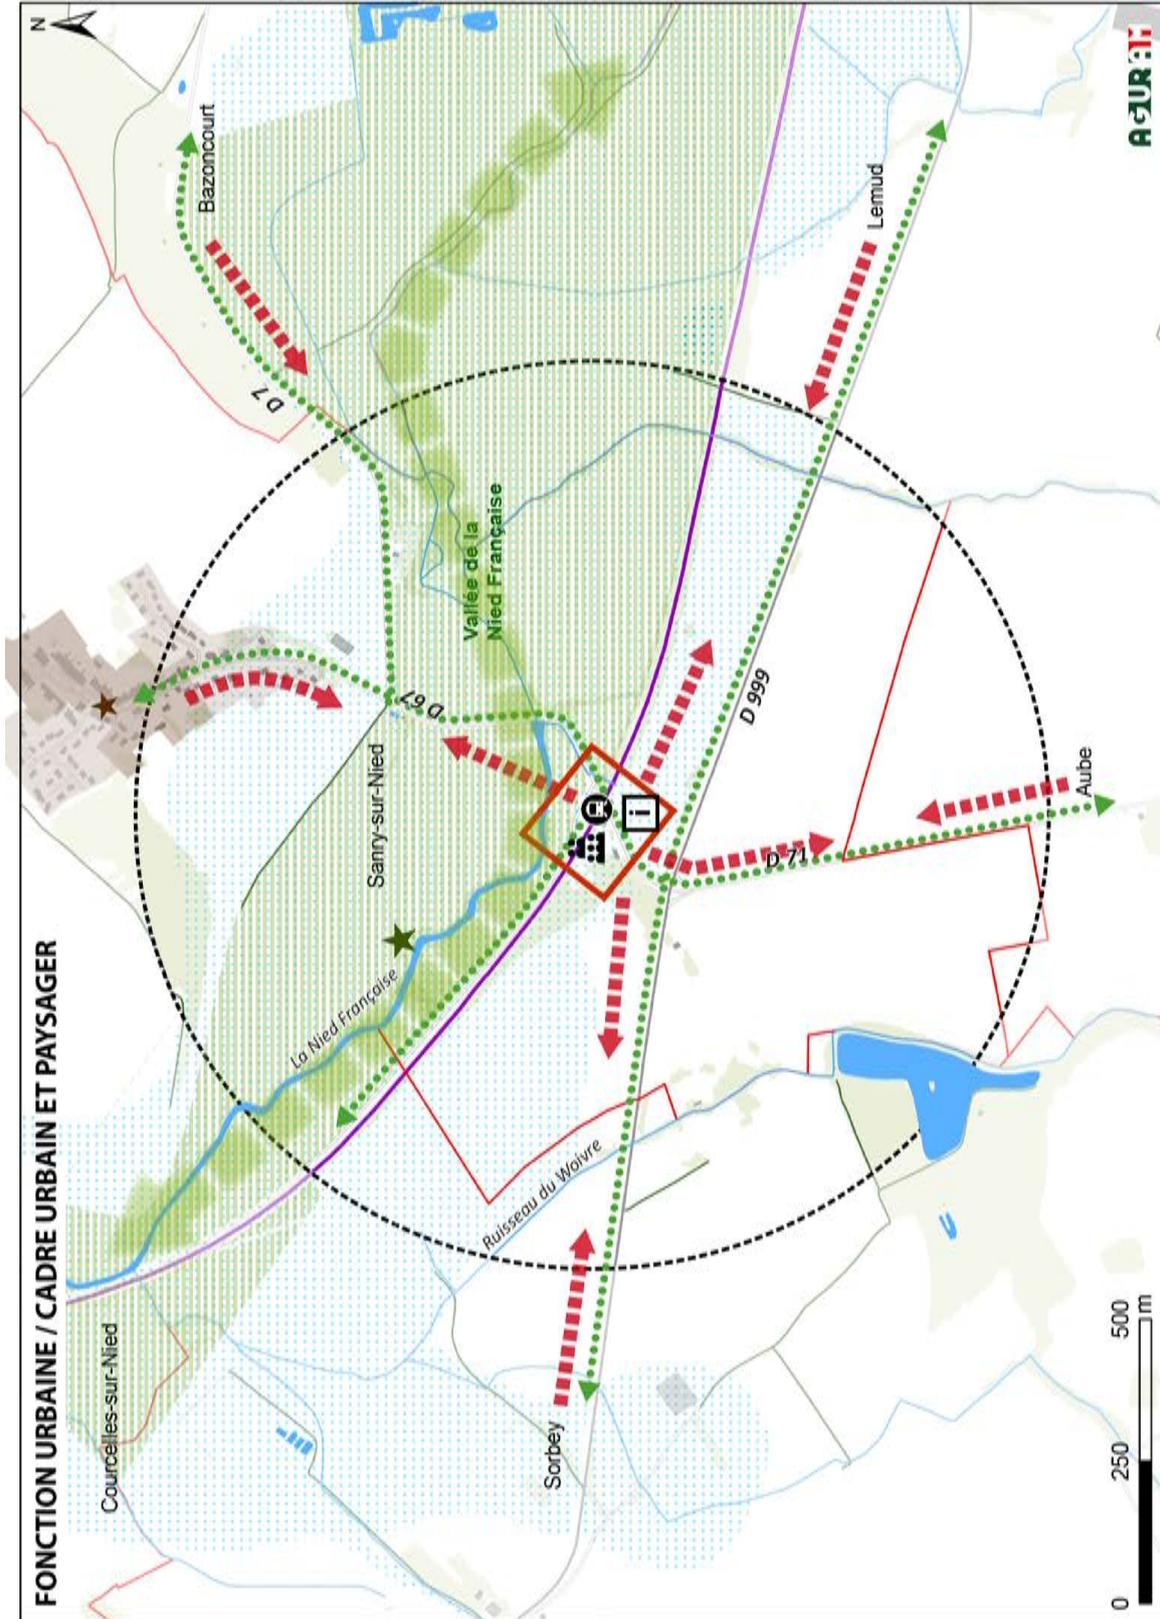 FONCTION URBAINE / CADRE URBAIN ET PAYSAGER
N
Courcelles-sur-Nied
Bazoncourt
D 7
Sanry-sur-Nied
D 67
La Nied Française
Vallée de la
Nied Française
Ruisseau du Woivre
Sorbey
D 999
Lemud
D 71
Aube
i
0 250 500
m
AGURAM